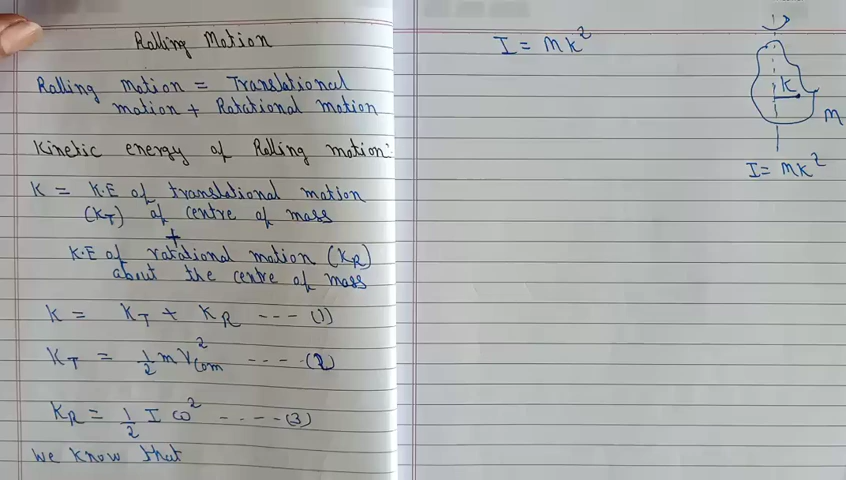 Rolling Motion
Rolling motion = Translational
motion + Rotational motion
Kinetic energy of Rolling motion:
K = K.E of translational motion
(K_T) of centre of mass
+
K.E of rotational motion (K_R)
about the centre of mass
K = K_T + K_R ---- (1)
K_T = 1/2 m V²_com ---- (2)
K_R = 1/2 I ω² ----- (3)
We know that
I = MK²
K
M
I = MK²